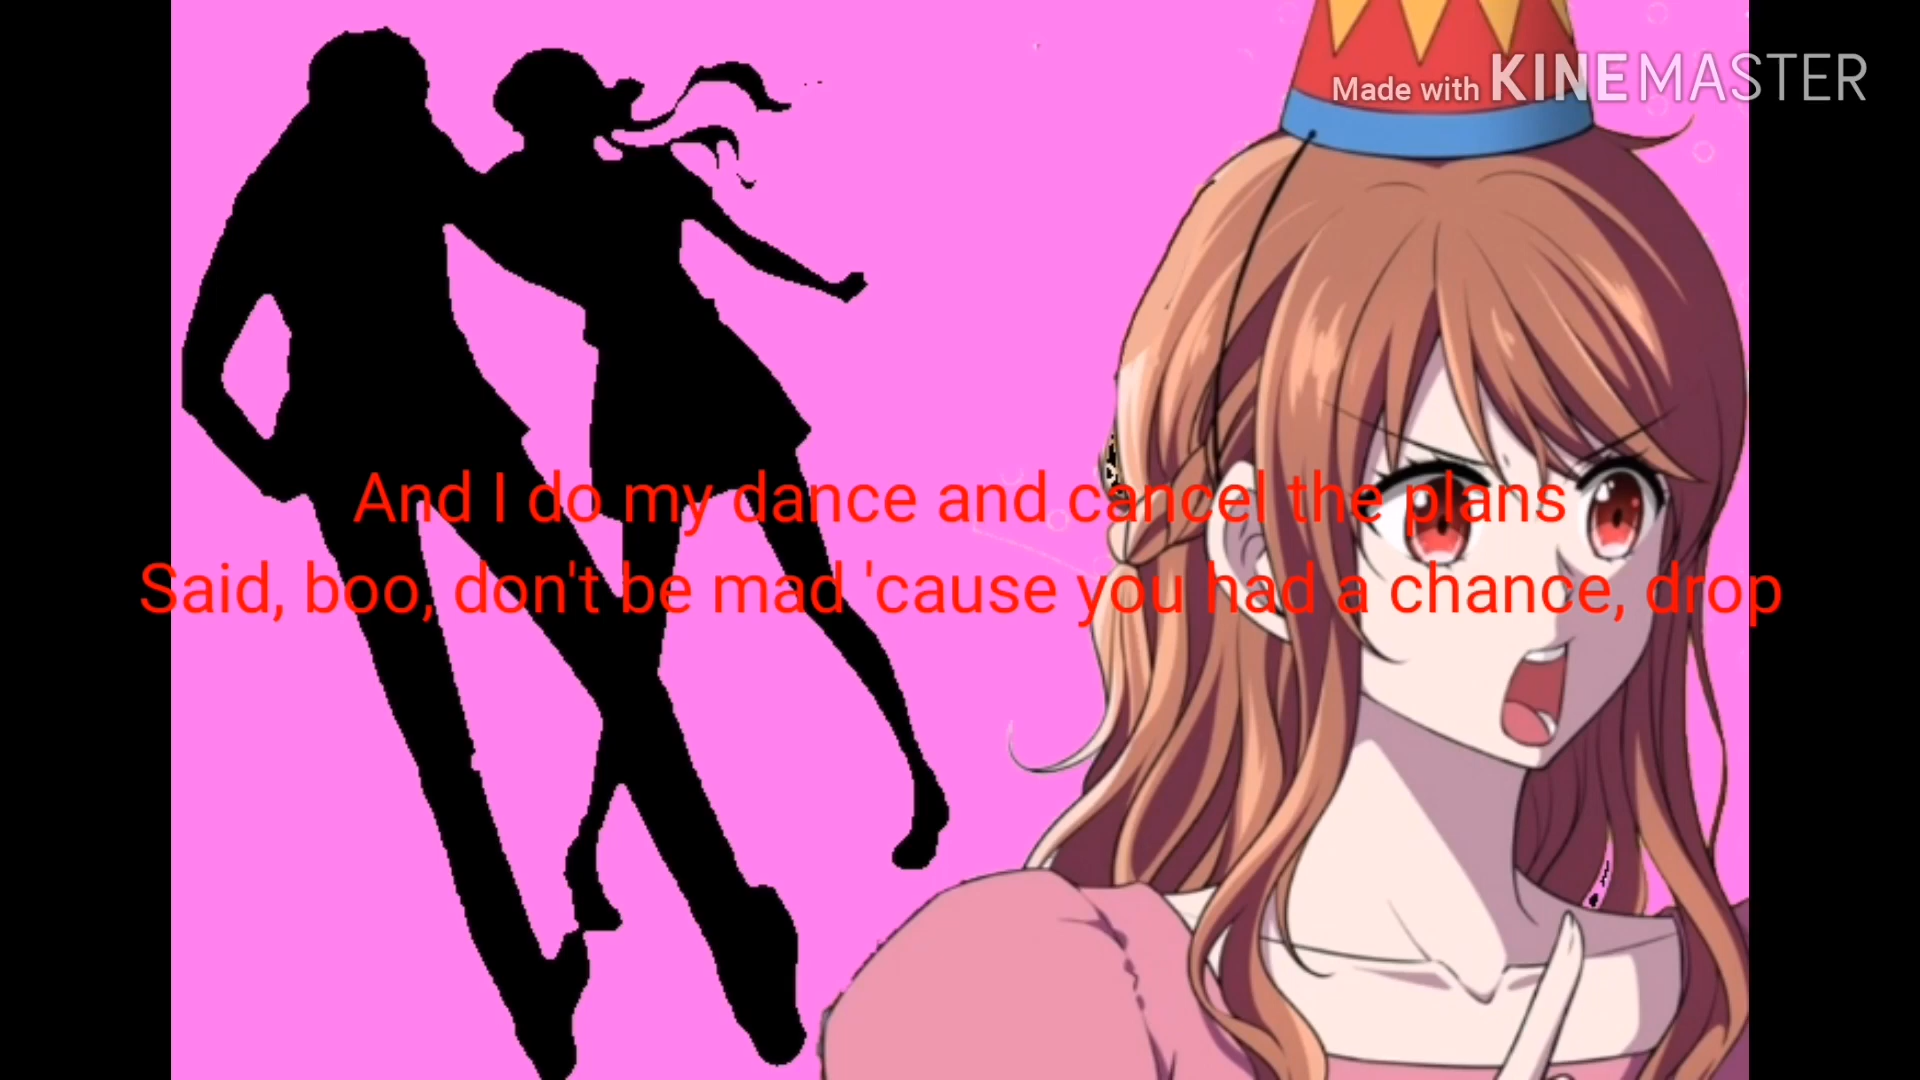 Made with KINEMASTER
And I do my dance and cancel the plans
Said, boo, don't be mad 'cause you had a chance, drop